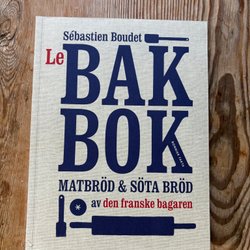 Sébastien Boudet
Le
BAK
BOK
MATBRÖD & SÖTA BRÖD
av den franske bagaren